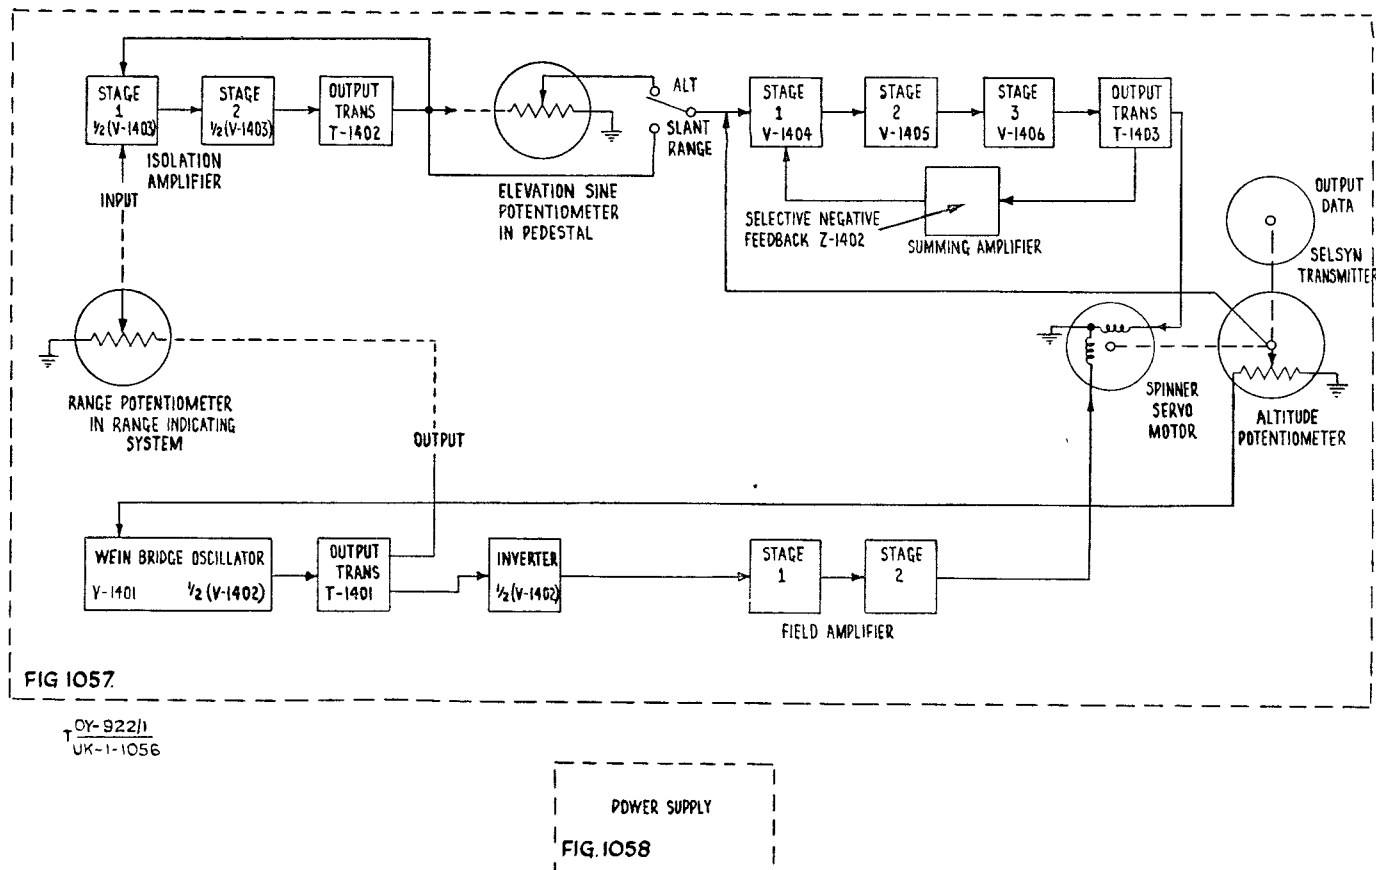 STAGE
1
½(V-1403)
STAGE
2
½(V-1403)
OUTPUT
TRANS
T-1402
ISOLATION
AMPLIFIER
INPUT
ELEVATION SINE
POTENTIOMETER
IN PEDESTAL
ALT
SLANT
RANGE
STAGE
1
V-1404
STAGE
2
V-1405
STAGE
3
V-1406
OUTPUT
TRANS
T-1403
SELECTIVE NEGATIVE
FEEDBACK Z-1402
SUMMING AMPLIFIER
OUTPUT
DATA
SELSYN
TRANSMITTER
RANGE POTENTIOMETER
IN RANGE INDICATING
SYSTEM
OUTPUT
SPINNER
SERVO
MOTOR
ALTITUDE
POTENTIOMETER
WEIN BRIDGE OSCILLATOR
V-1401 ½(V-1402)
OUTPUT
TRANS
T-1401
INVERTER
½(V-1402)
STAGE
1
STAGE
2
FIELD AMPLIFIER
FIG 1057.
T OY-922/1
UK-1-1056
POWER SUPPLY
FIG. 1058